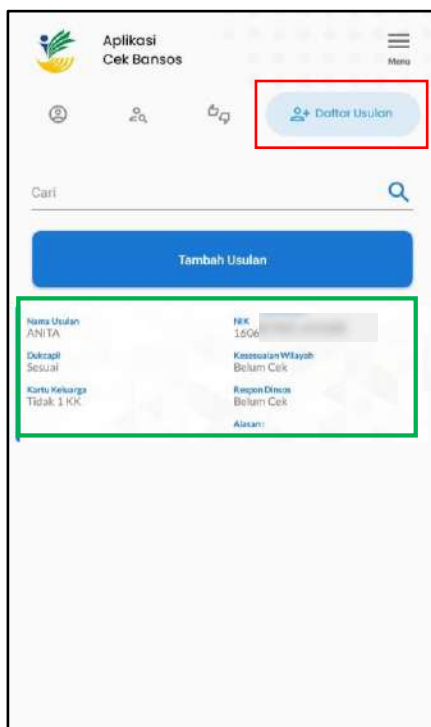 Aplikasi
Cek Bansos
Menu
Daftar Usulan
Cari
Tambah Usulan
Nama Usulan
ANITA
NIK
1606
Dukcapil
Sesuai
Kesesuaian Wilayah
Belum Cek
Kartu Keluarga
Tidak 1 KK
Respon Dinsos
Belum Cek
Alasan :